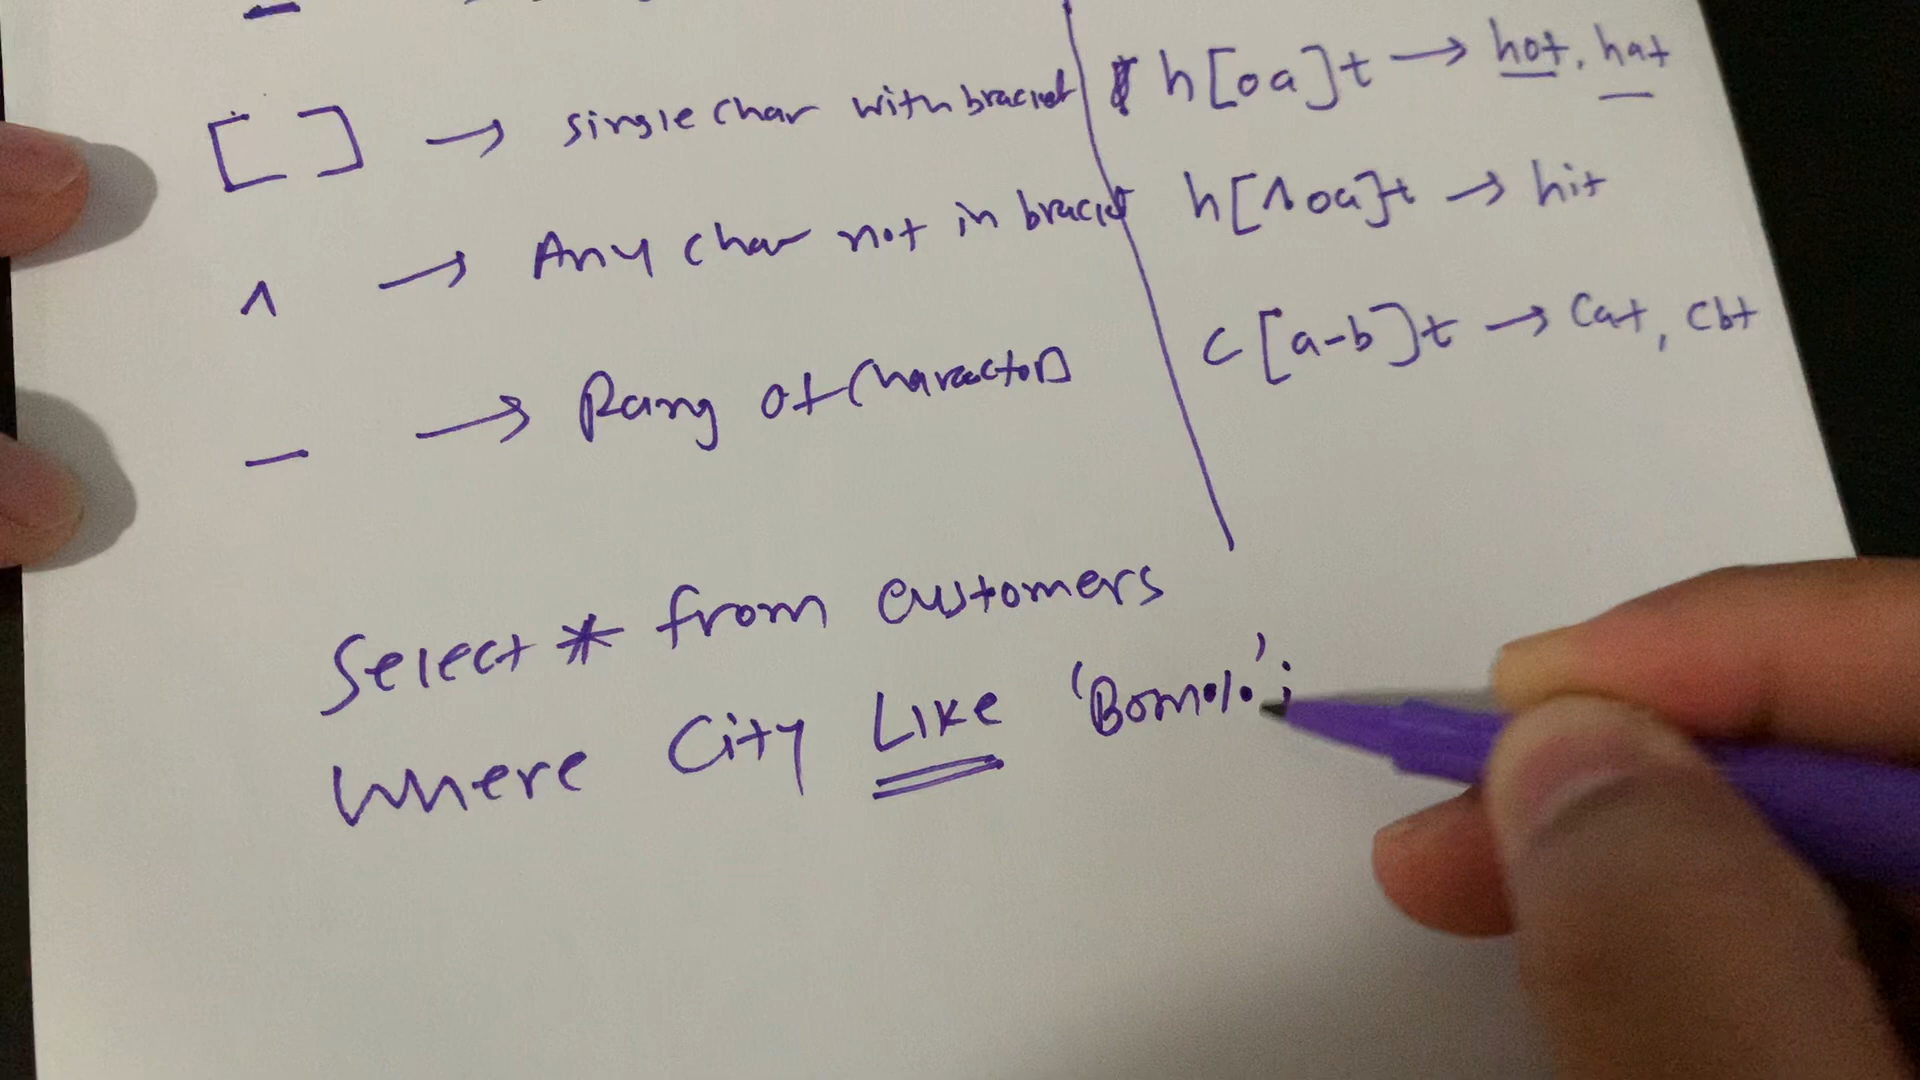 [ ] → single char with bracket h[oa]t → hot, hat
^ → Any char not in bracket h[^oa]t → hit
- → Rang of Characters c[a-b]t → Cat, Cbt
Select * from customers
Where City Like 'Bom%';